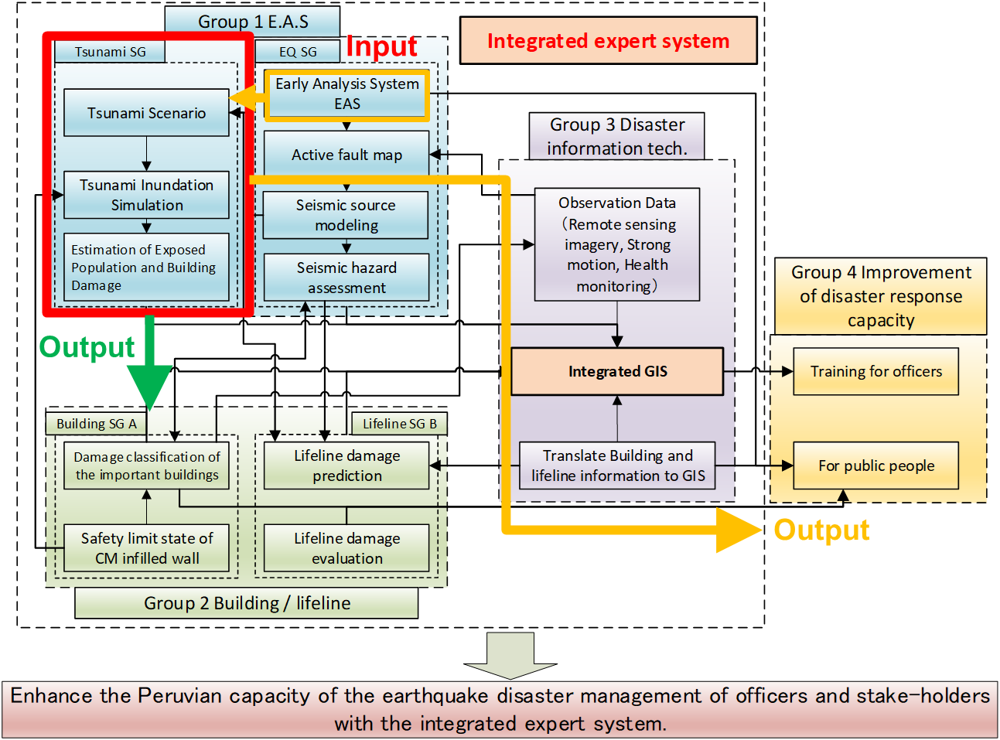 Group 1 E.A.S
Integrated expert system
Tsunami SG
EQ SG
Input
Early Analysis System
EAS
Tsunami Scenario
Active fault map
Tsunami Inundation
Simulation
Seismic source
modeling
Estimation of Exposed
Population and Building
Damage
Seismic hazard
assessment
Group 3 Disaster
information tech.
Observation Data
(Remote sensing
imagery, Strong
motion, Health
monitoring)
Group 4 Improvement
of disaster response
capacity
Output
Integrated GIS
Training for officers
Building SG A
Lifeline SG B
Damage classification of
the important buildings
Lifeline damage
prediction
Translate Building and
lifeline information to GIS
For public people
Safety limit state of
CM infilled wall
Lifeline damage
evaluation
Output
Group 2 Building / lifeline
Enhance the Peruvian capacity of the earthquake disaster management of officers and stake-holders
with the integrated expert system.